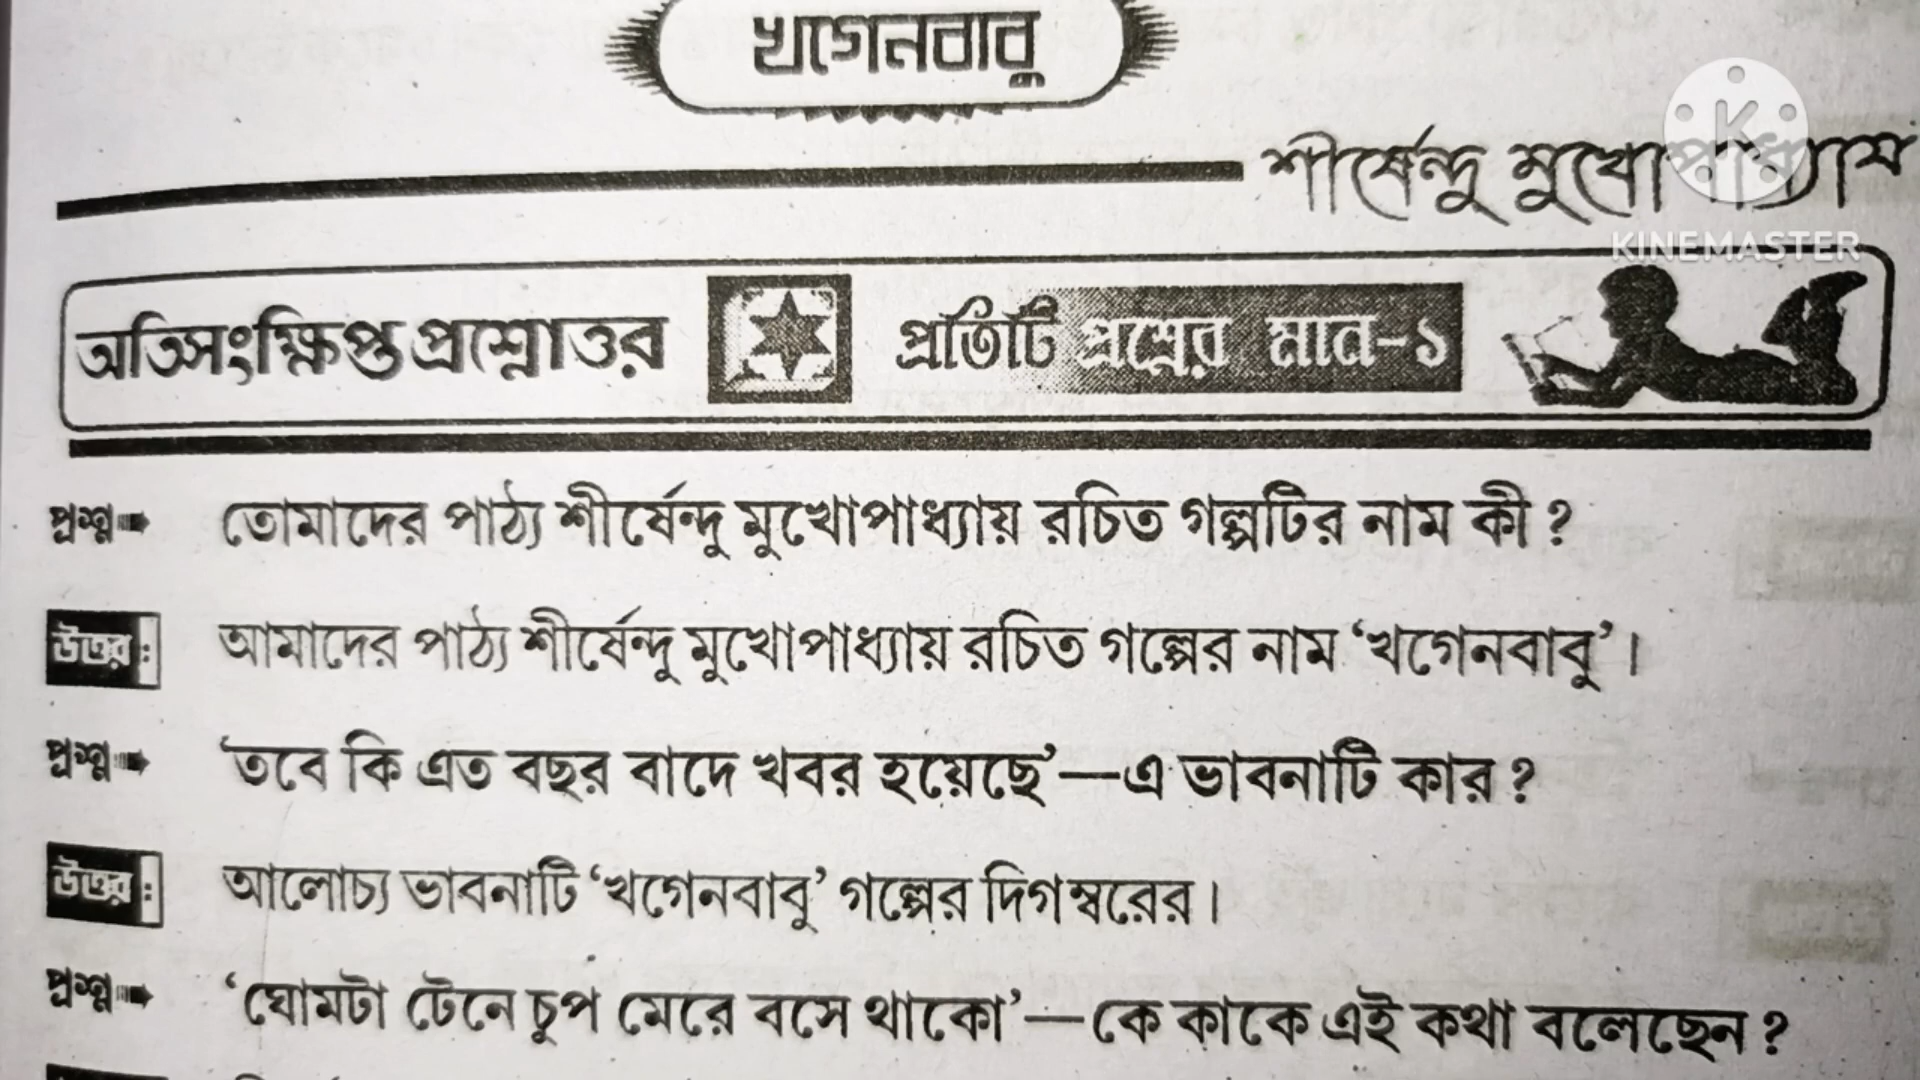 খগেনবাবু
শীর্ষেন্দু মুখোপাধ্যায়
KINEMASTER
অতিসংক্ষিপ্ত প্রশ্নোত্তর প্রতিটি প্রশ্নের মান-১
প্রশ্ন তোমাদের পাঠ্য শীর্ষেন্দু মুখোপাধ্যায় রচিত গল্পটির নাম কী ?
উত্তর : আমাদের পাঠ্য শীর্ষেন্দু মুখোপাধ্যায় রচিত গল্পের নাম ‘খগেনবাবু’।
প্রশ্ন 'তবে কি এত বছর বাদে খবর হয়েছে’—এ ভাবনাটি কার ?
উত্তর : আলোচ্য ভাবনাটি ‘খগেনবাবু’ গল্পের দিগম্বরের।
প্রশ্ন ‘ঘোমটা টেনে চুপ মেরে বসে থাকো’—কে কাকে এই কথা বলেছেন ?